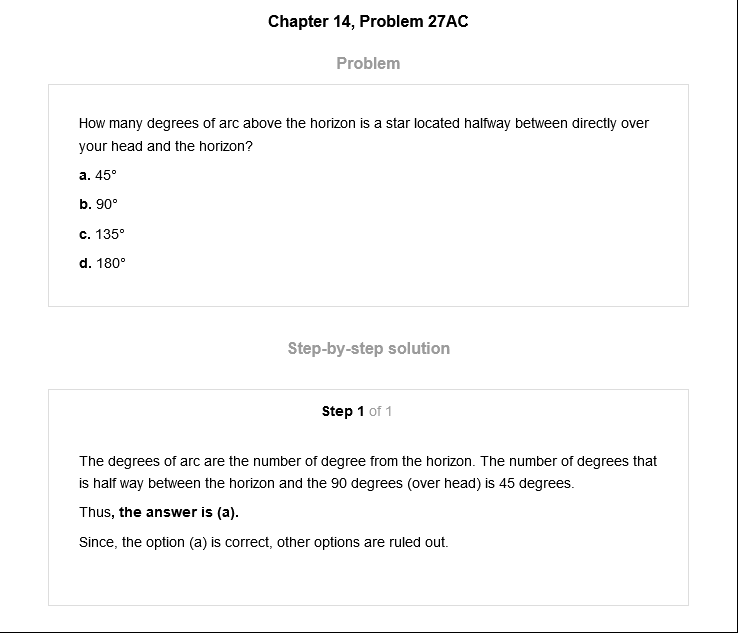 Chapter 14, Problem 27AC
Problem
How many degrees of arc above the horizon is a star located halfway between directly over
your head and the horizon?
a. 45°
b. 90°
c. 135°
d. 180°
Step-by-step solution
Step 1 of 1
The degrees of arc are the number of degree from the horizon. The number of degrees that
is half way between the horizon and the 90 degrees (over head) is 45 degrees.
Thus, the answer is (a).
Since, the option (a) is correct, other options are ruled out.